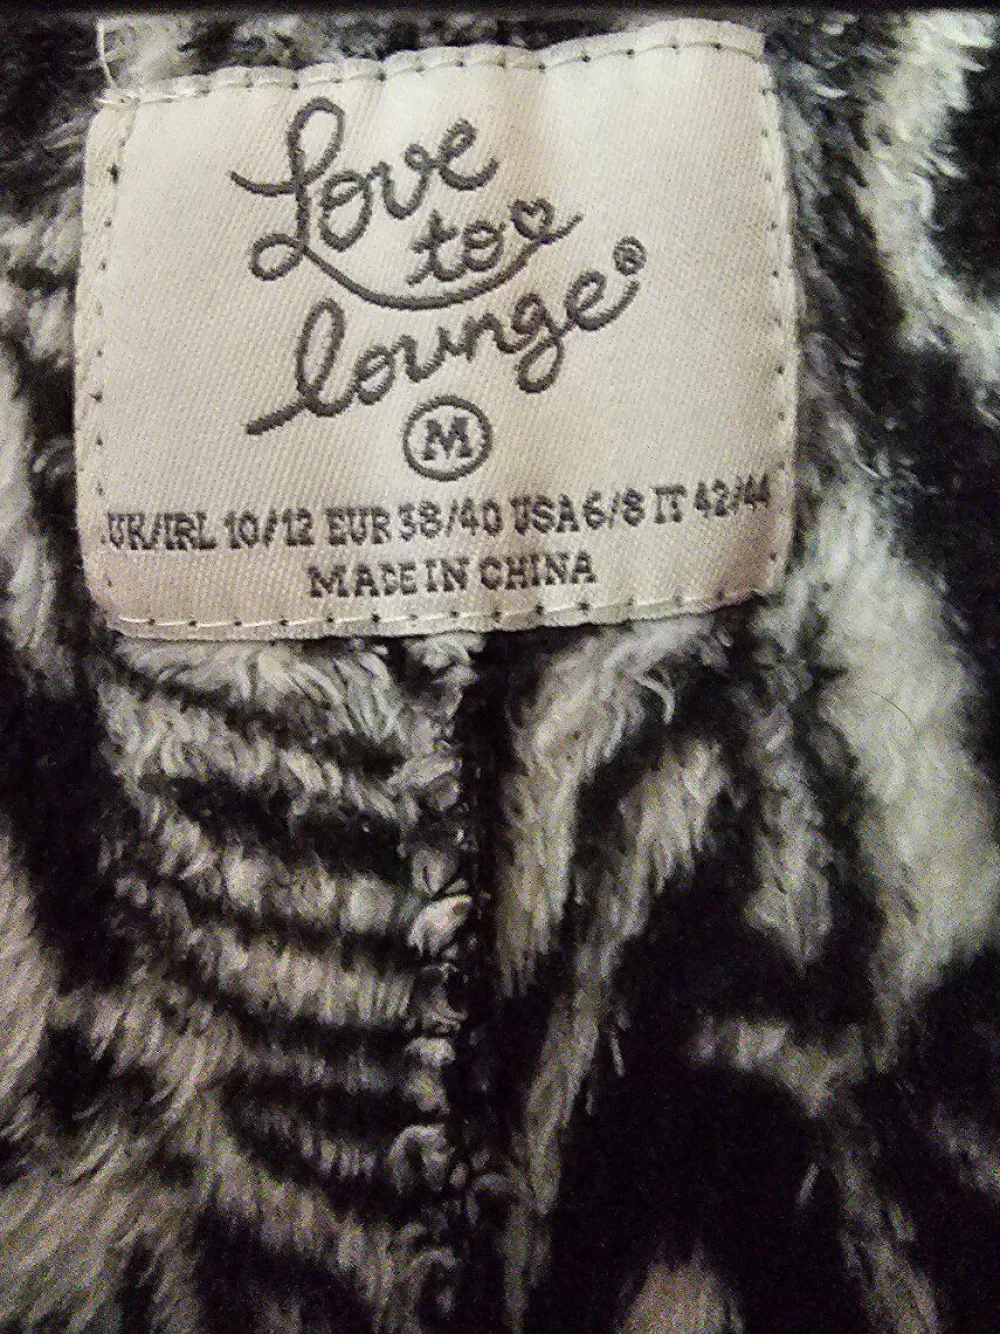 Love
to
lounge®
M
UK/IRL 10/12 EUR 38/40 USA 6/8 IT 42/44
MADE IN CHINA